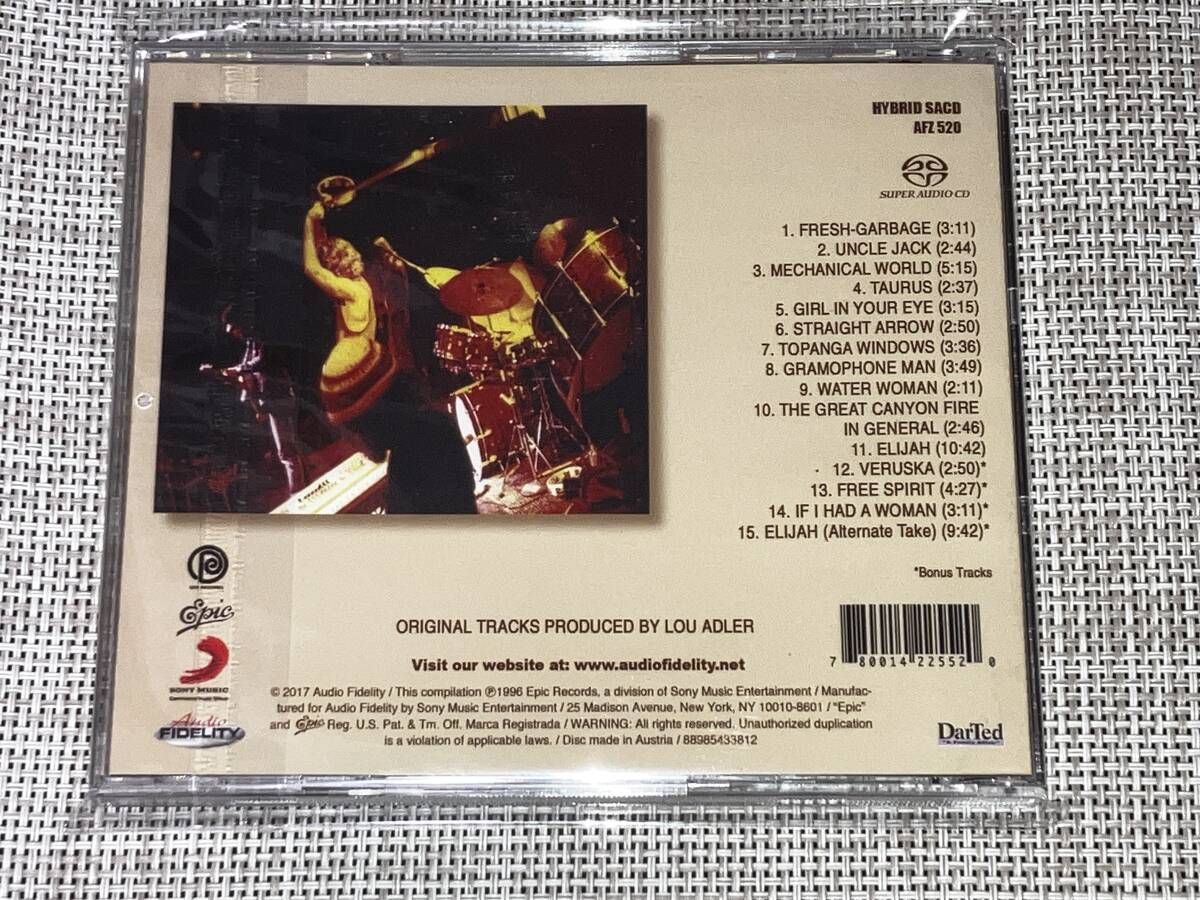 HYBRID SACD
AFZ 520
SUPER AUDIO CD
1. FRESH-GARBAGE (3:11)
2. UNCLE JACK (2:44)
3. MECHANICAL WORLD (5:15)
4. TAURUS (2:37)
5. GIRL IN YOUR EYE (3:15)
6. STRAIGHT ARROW (2:50)
7. TOPANGA WINDOWS (3:36)
8. GRAMOPHONE MAN (3:49)
9. WATER WOMAN (2:11)
10. THE GREAT CANYON FIRE
IN GENERAL (2:46)
11. ELIJAH (10:42)
12. VERUSKA (2:50)*
13. FREE SPIRIT (4:27)*
14. IF I HAD A WOMAN (3:11)*
15. ELIJAH (Alternate Take) (9:42)*
*Bonus Tracks
Epic
SONY MUSIC
Audio
FIDELITY
ORIGINAL TRACKS PRODUCED BY LOU ADLER
Visit our website at: www.audiofidelity.net
© 2017 Audio Fidelity / This compilation ℗1996 Epic Records, a division of Sony Music Entertainment / Manufac-
tured for Audio Fidelity by Sony Music Entertainment / 25 Madison Avenue, New York, NY 10010-8601 / "Epic"
and Epic Reg. U.S. Pat. & Tm. Off. Marca Registrada / WARNING: All rights reserved. Unauthorized duplication
is a violation of applicable laws. / Disc made in Austria / 88985433812
7 80014 22552 0
DarTed